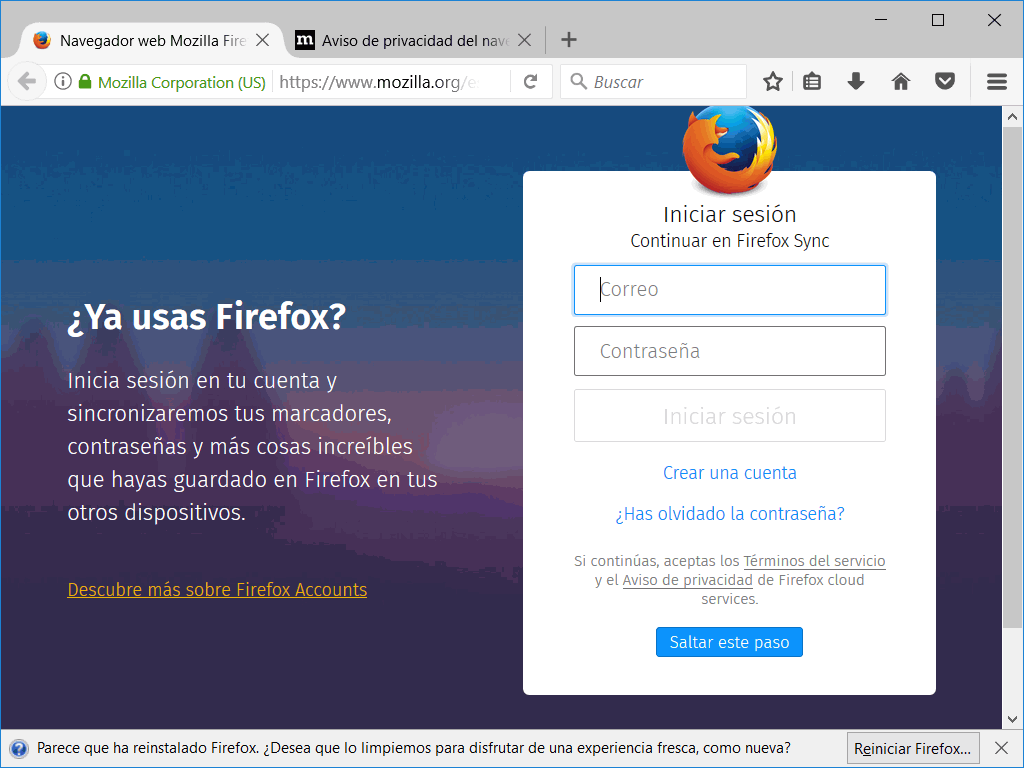 Navegador web Mozilla Fire
Aviso de privacidad del nave
Mozilla Corporation (US)
https://www.mozilla.org/es
Buscar
¿Ya usas Firefox?
Inicia sesión en tu cuenta y
sincronizaremos tus marcadores,
contraseñas y más cosas increíbles
que hayas guardado en Firefox en tus
otros dispositivos.
Descubre más sobre Firefox Accounts
Iniciar sesión
Continuar en Firefox Sync
Correo
Contraseña
Iniciar sesión
Crear una cuenta
¿Has olvidado la contraseña?
Si continúas, aceptas los Términos del servicio
y el Aviso de privacidad de Firefox cloud
services.
Saltar este paso
Parece que ha reinstalado Firefox. ¿Desea que lo limpiemos para disfrutar de una experiencia fresca, como nueva?
Reiniciar Firefox...